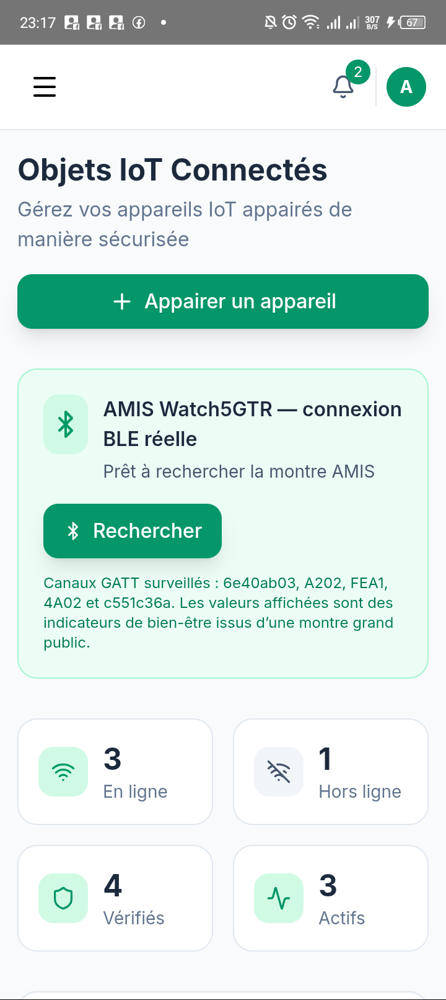 23:17
307
B/S
67
2
A
Objets IoT Connectés
Gérez vos appareils IoT appairés de
manière sécurisée
Appairer un appareil
AMIS Watch5GTR — connexion
BLE réelle
Prêt à rechercher la montre AMIS
Rechercher
Canaux GATT surveillés : 6e40ab03, A202, FEA1,
4A02 et c551c36a. Les valeurs affichées sont des
indicateurs de bien-être issus d’une montre grand
public.
3
En ligne
1
Hors ligne
4
Vérifiés
3
Actifs